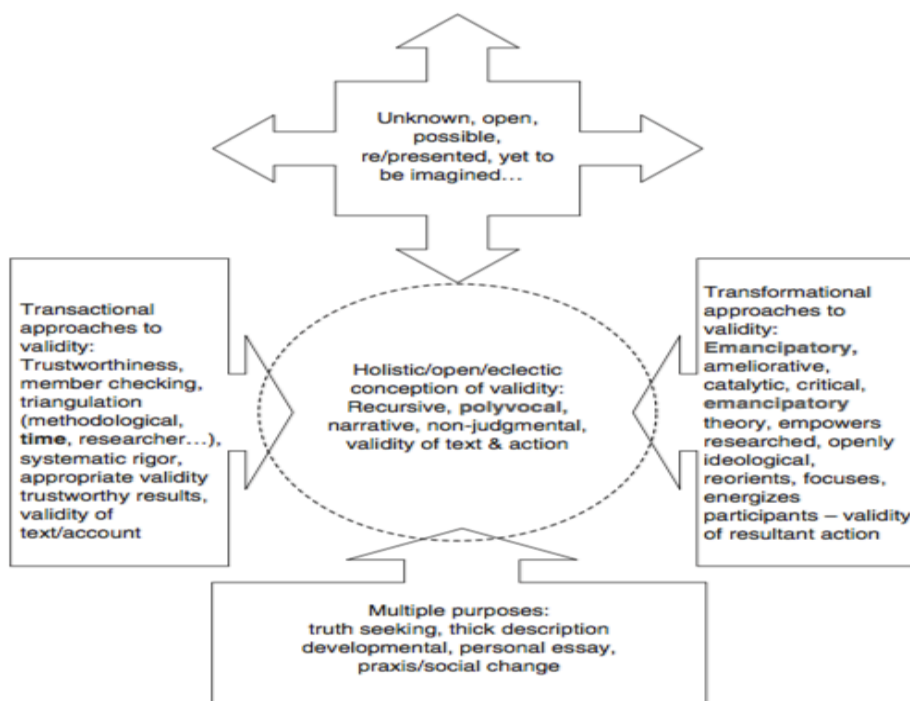 Unknown, open,
possible,
re/presented, yet to
be imagined…
Transactional
approaches to
validity:
Trustworthiness,
member checking,
triangulation
(methodological,
time, researcher…),
systematic rigor,
appropriate validity
trustworthy results,
validity of
text/account
Holistic/open/eclectic
conception of validity:
Recursive, polyvocal,
narrative, non-judgmental,
validity of text & action
Transformational
approaches to
validity:
Emancipatory,
ameliorative,
catalytic, critical,
emancipatory
theory, empowers
researched, openly
ideological,
reorients, focuses,
energizes
participants – validity
of resultant action
Multiple purposes:
truth seeking, thick description
developmental, personal essay,
praxis/social change